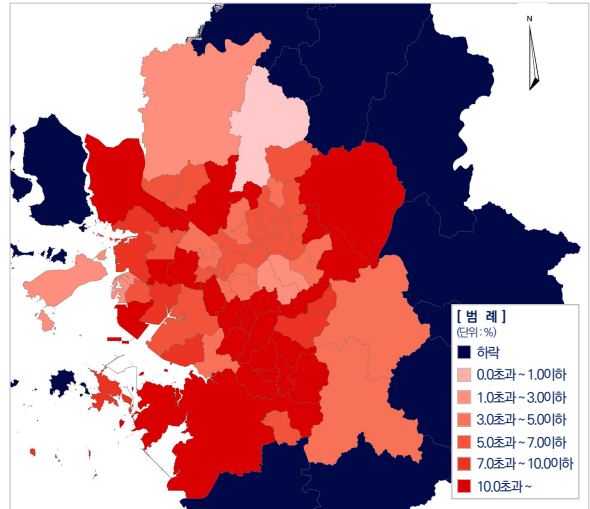 N
[ 범 례 ]
(단위 : %)
하락
0.0초과 ~ 1.0이하
1.0초과 ~ 3.0이하
3.0초과 ~ 5.0이하
5.0초과 ~ 7.0이하
7.0초과 ~ 10.0이하
10.0초과 ~